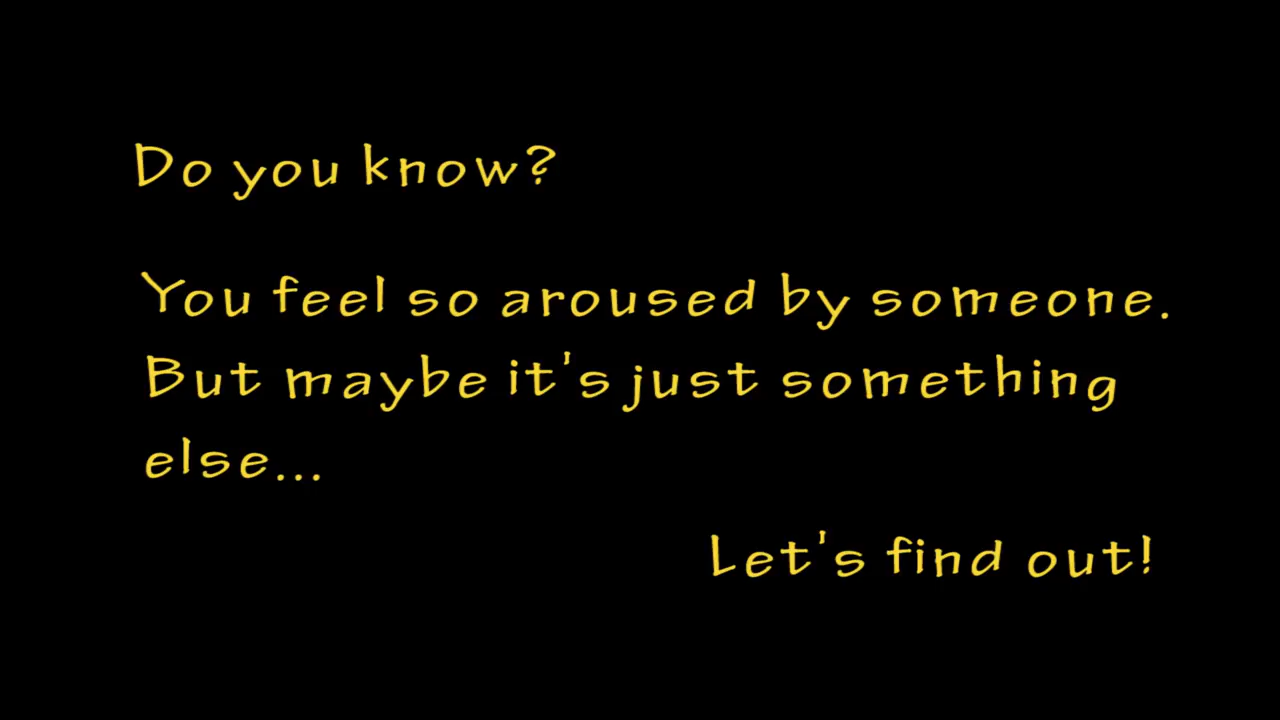 Do you know?
You feel so aroused by someone.
But maybe it's just something
else...
Let's find out!